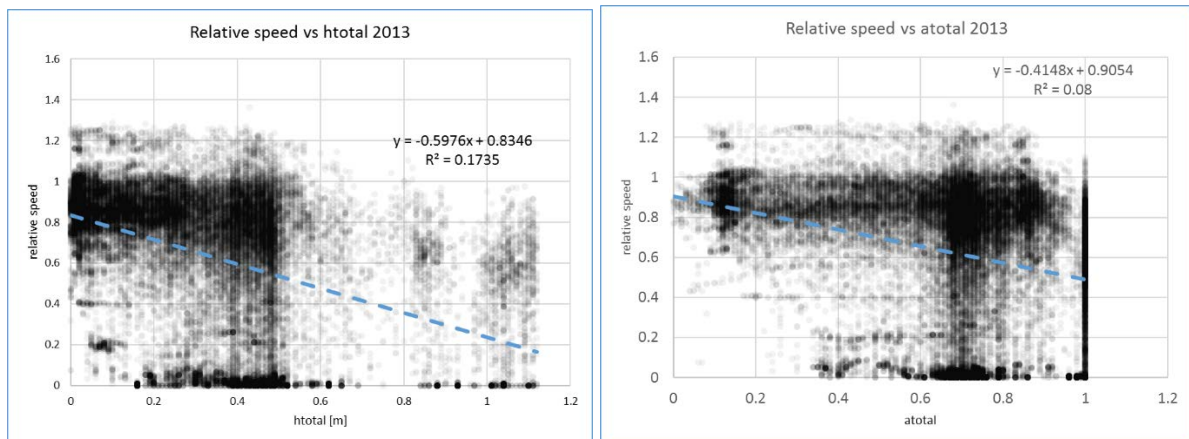 Relative speed vs htotal 2013
1.6
1.4
1.2
1
0.8
0.6
0.4
0.2
0
relative speed
y = -0.5976x + 0.8346
R² = 0.1735
0 0.2 0.4 0.6 0.8 1 1.2
htotal [m]
Relative speed vs atotal 2013
1.6
1.4
1.2
1
0.8
0.6
0.4
0.2
0
relative speed
y = -0.4148x + 0.9054
R² = 0.08
0 0.2 0.4 0.6 0.8 1 1.2
atotal